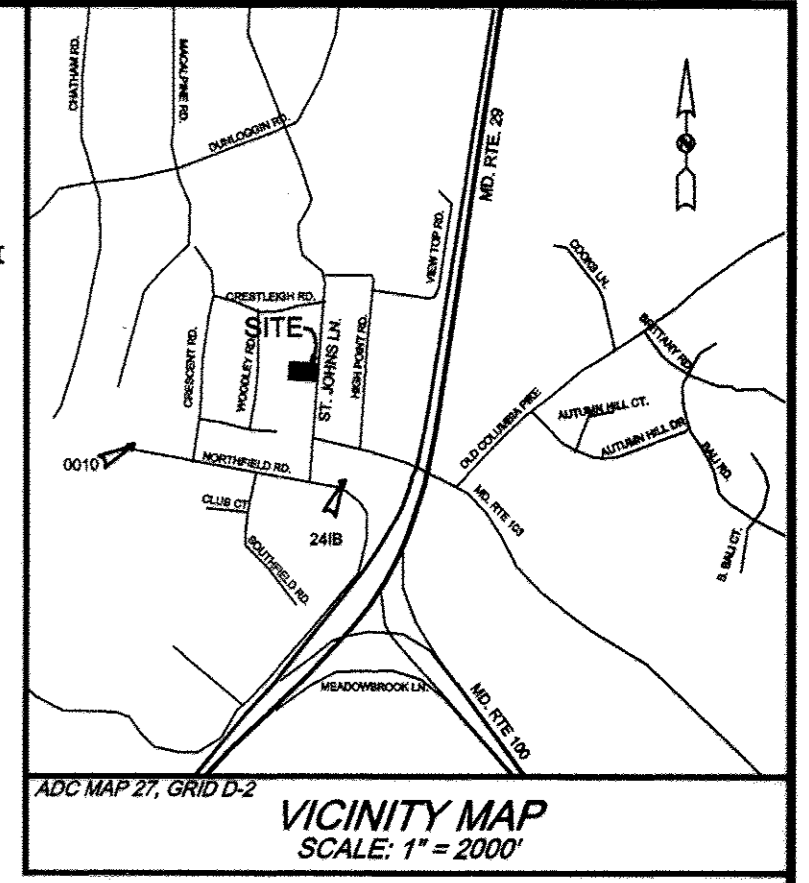 CHATHAM RD.
MACALPINE RD.
DUNLOGGIN RD.
MD. RTE. 29
VIEW TOP RD.
COOKS LN.
CRESTLEIGH RD.
SITE
BRITTANY RD.
CRESCENT RD.
WOODLEY RD.
ST. JOHNS LN.
HIGH POINT RD.
OLD COLUMBIA PIKE
AUTUMN HILL CT.
AUTUMN HILL DR.
BALI RD.
0010
NORTHFIELD RD.
CLUB CT.
MD. RTE 103
24IB
SOUTHFIELD RD.
S. BALI CT.
MEADOWBROOK LN.
MD. RTE 100
ADC MAP 27, GRID D-2
VICINITY MAP
SCALE: 1" = 2000'